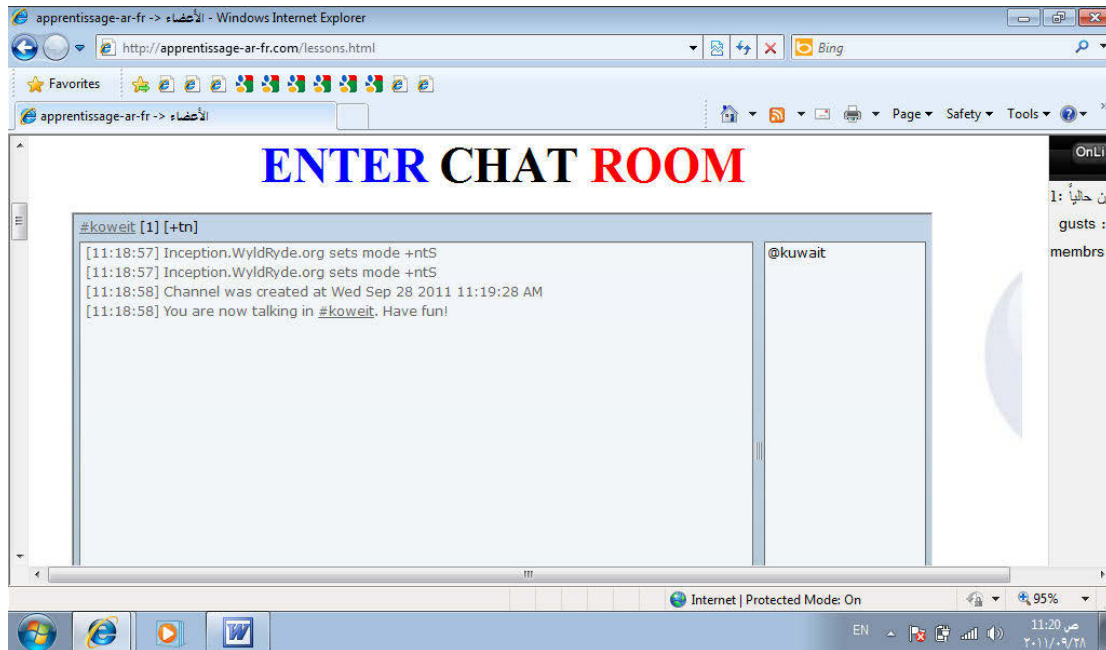 apprentissage-ar-fr -> الأعضاء - Windows Internet Explorer
http://apprentissage-ar-fr.com/lessons.html
Bing
Favorites
apprentissage-ar-fr -> الأعضاء
Page Safety Tools
ENTER CHAT ROOM
OnLi
ن حالياً :1
gusts :
membrs
#koweit [1] [+tn]
[11:18:57] Inception.WyldRyde.org sets mode +ntS
[11:18:57] Inception.WyldRyde.org sets mode +ntS
[11:18:58] Channel was created at Wed Sep 28 2011 11:19:28 AM
[11:18:58] You are now talking in #koweit. Have fun!
@kuwait
Internet | Protected Mode: On
95%
EN
11:20 ص
٢٠١١/٠٩/٢٨